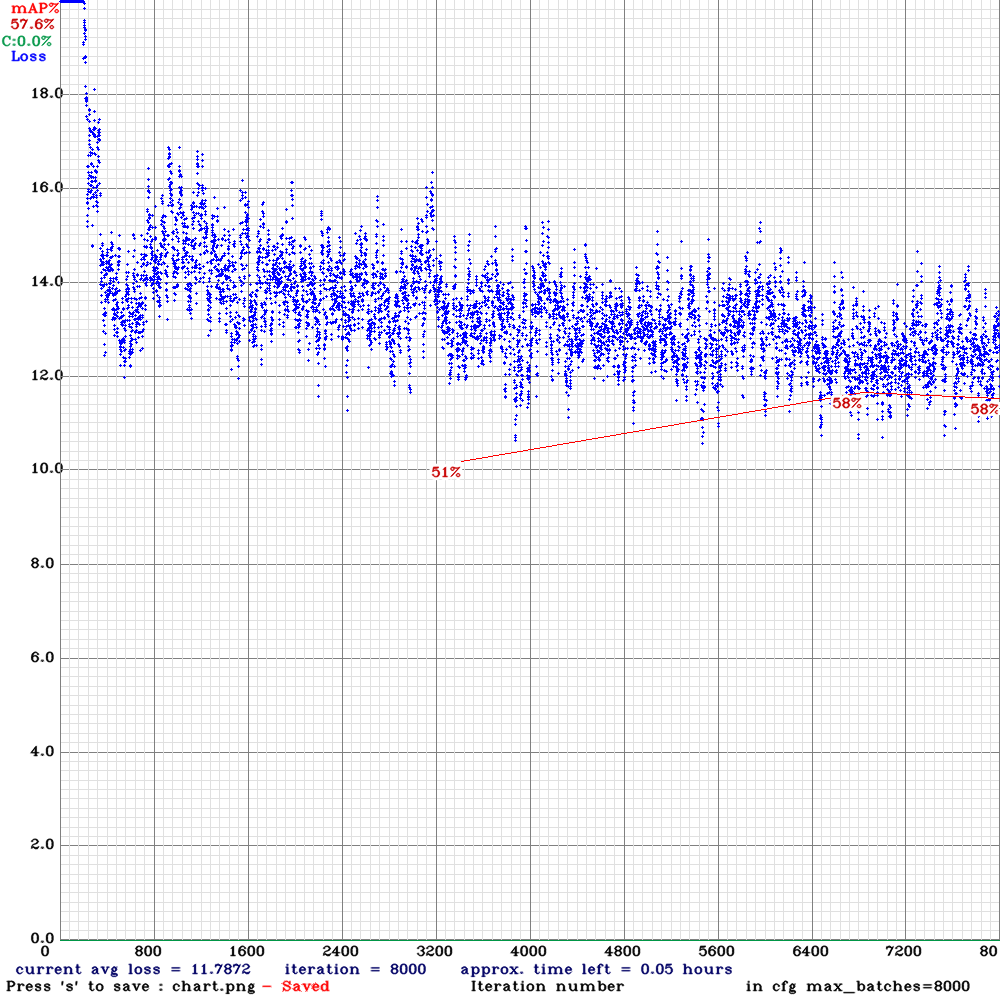 mAP%
57.6%
C:0.0%
Loss
18.0
16.0
14.0
12.0
10.0
8.0
6.0
4.0
2.0
0.0
51%
58%
58%
0 800 1600 2400 3200 4000 4800 5600 6400 7200 80
current avg loss = 11.7872 iteration = 8000 approx. time left = 0.05 hours
Press 's' to save : chart.png - Saved Iteration number in cfg max_batches=8000